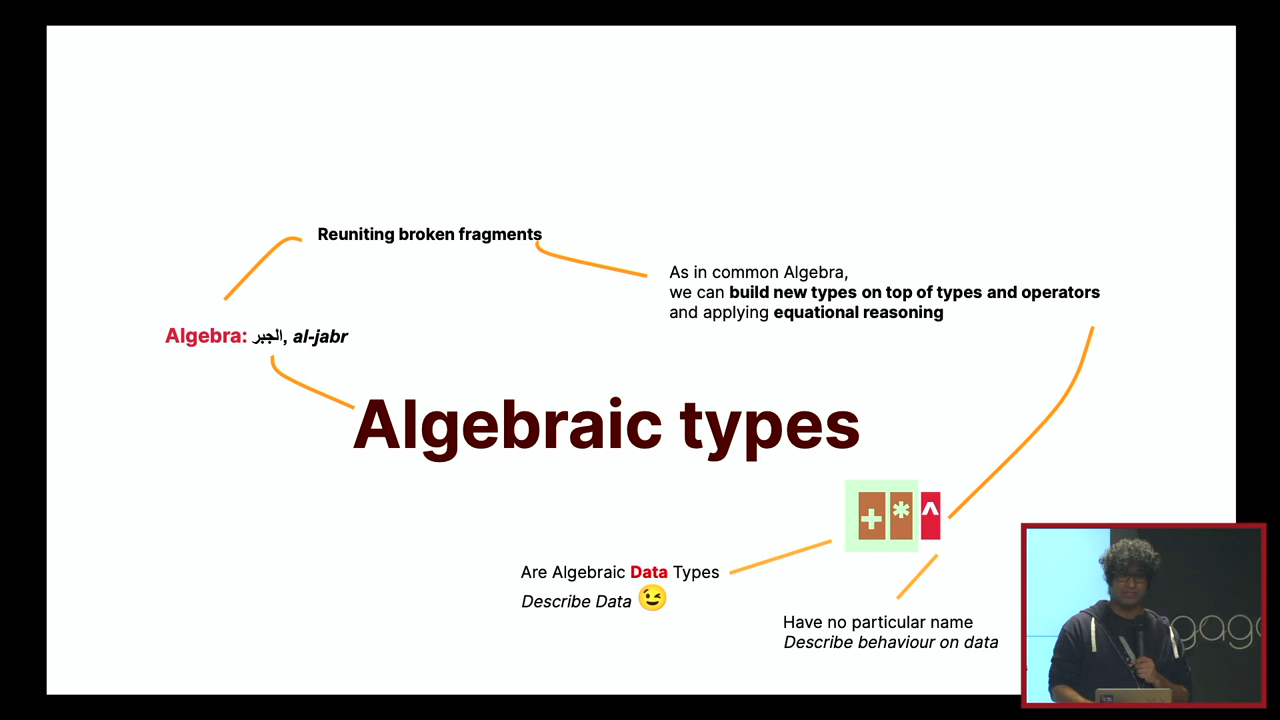 Reuniting broken fragments
As in common Algebra,
we can build new types on top of types and operators
and applying equational reasoning
Algebra: الجبر, al-jabr
Algebraic types
+ * ^
Are Algebraic Data Types
Describe Data 😉
Have no particular name
Describe behaviour on data